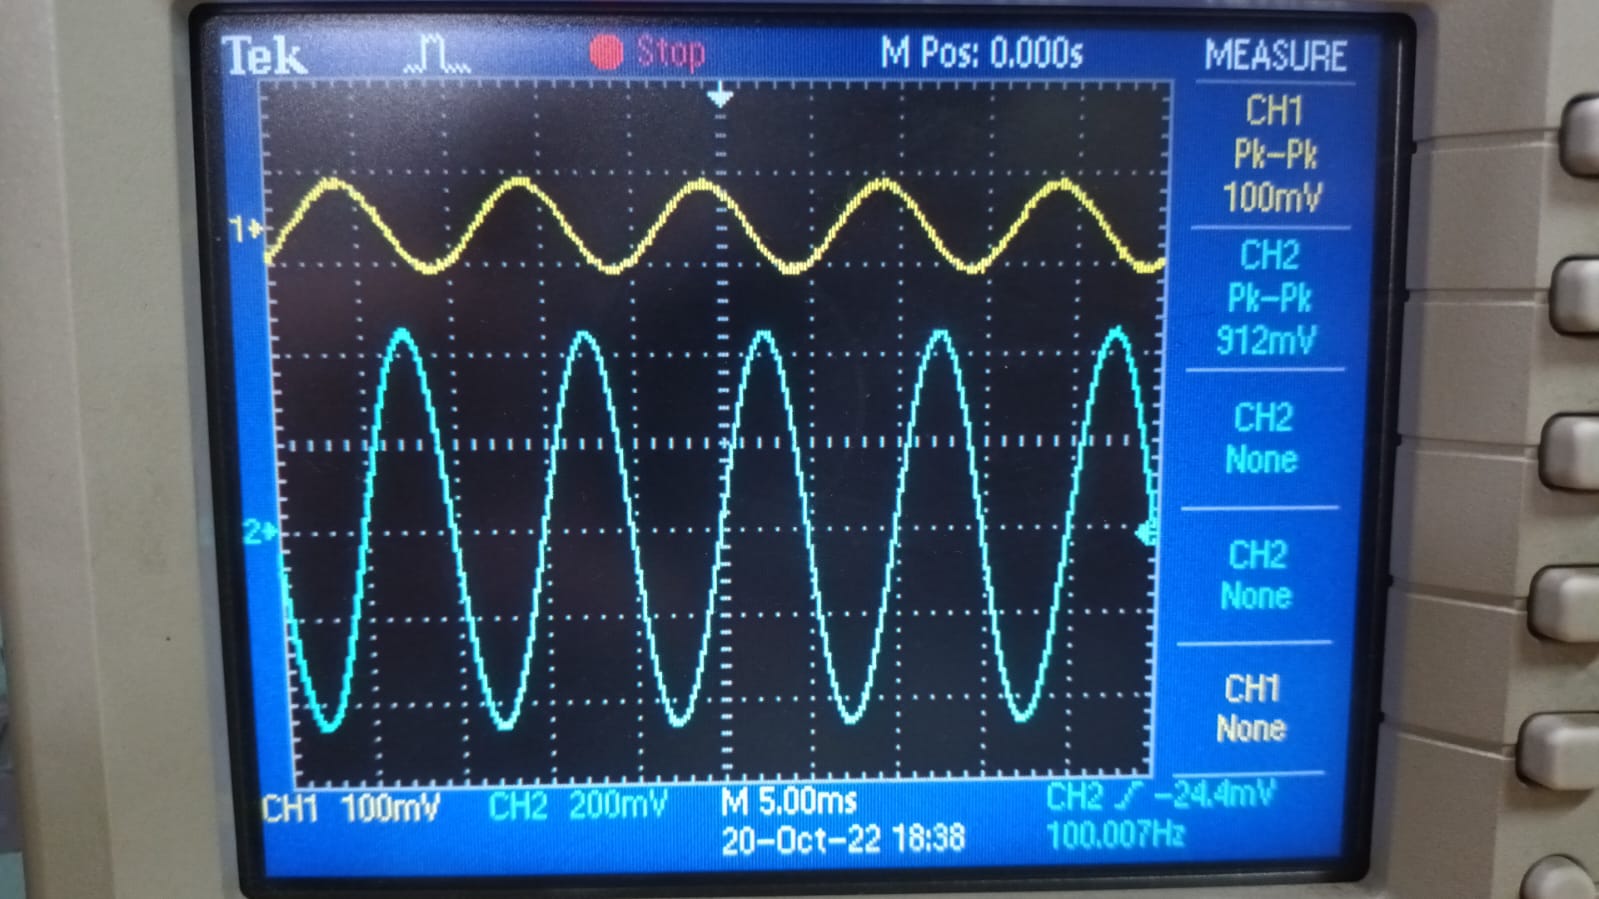 Tek
Stop
M Pos: 0.000s
MEASURE
CH1
Pk-Pk
100mV
CH2
Pk-Pk
912mV
CH2
None
CH2
None
CH1
None
1
2
CH1 100mV
CH2 200mV
M 5.00ms
CH2
-24.4mV
20-Oct-22 18:38
100.007Hz